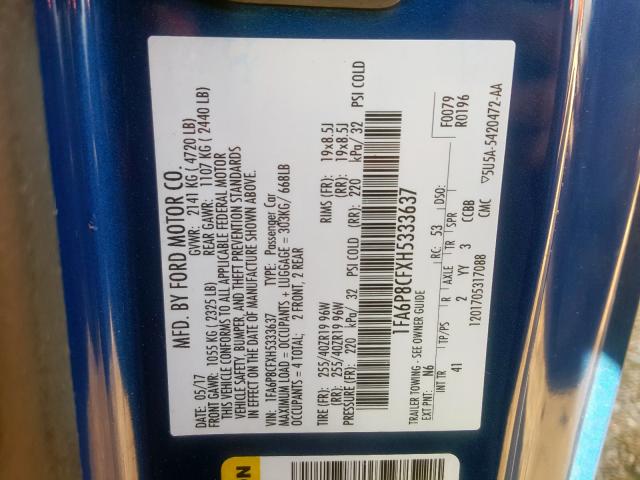 MFD. BY FORD MOTOR CO.
DATE: 05/17 GVWR: 2141 KG ( 4720 LB)
FRONT GAWR: 1055 KG (2325 LB) REAR GAWR: 1107 KG ( 2440 LB)
THIS VEHICLE CONFORMS TO ALL APPLICABLE FEDERAL MOTOR
VEHICLE SAFETY, BUMPER, AND THEFT PREVENTION STANDARDS
IN EFFECT ON THE DATE OF MANUFACTURE SHOWN ABOVE.
VIN: 1FA6P8CFXH5333637 TYPE: Passenger Car
MAXIMUM LOAD = OCCUPANTS + LUGGAGE = 303KG/ 668LB
OCCUPANTS = 4 TOTAL; 2 FRONT, 2 REAR
TIRE (FR): 255/40ZR19 96W RIMS (FR): 19x8.5J
(RR): 255/40ZR19 96W (RR): 19x8.5J
PRESSURE (FR): 220 kPa/ 32 PSI COLD (RR): 220 kPa/ 32 PSI COLD
1FA6P8CFXH5333637
F0079
R0196
TRAILER TOWING - SEE OWNER GUIDE
EXT PNT: N6 RC: 53 DSO:
INT TR TP/PS R AXLE TR SPR
41 2 YY 3 CCBB
12017053170BB CMC ▽5U5A-5420472-AA
ON